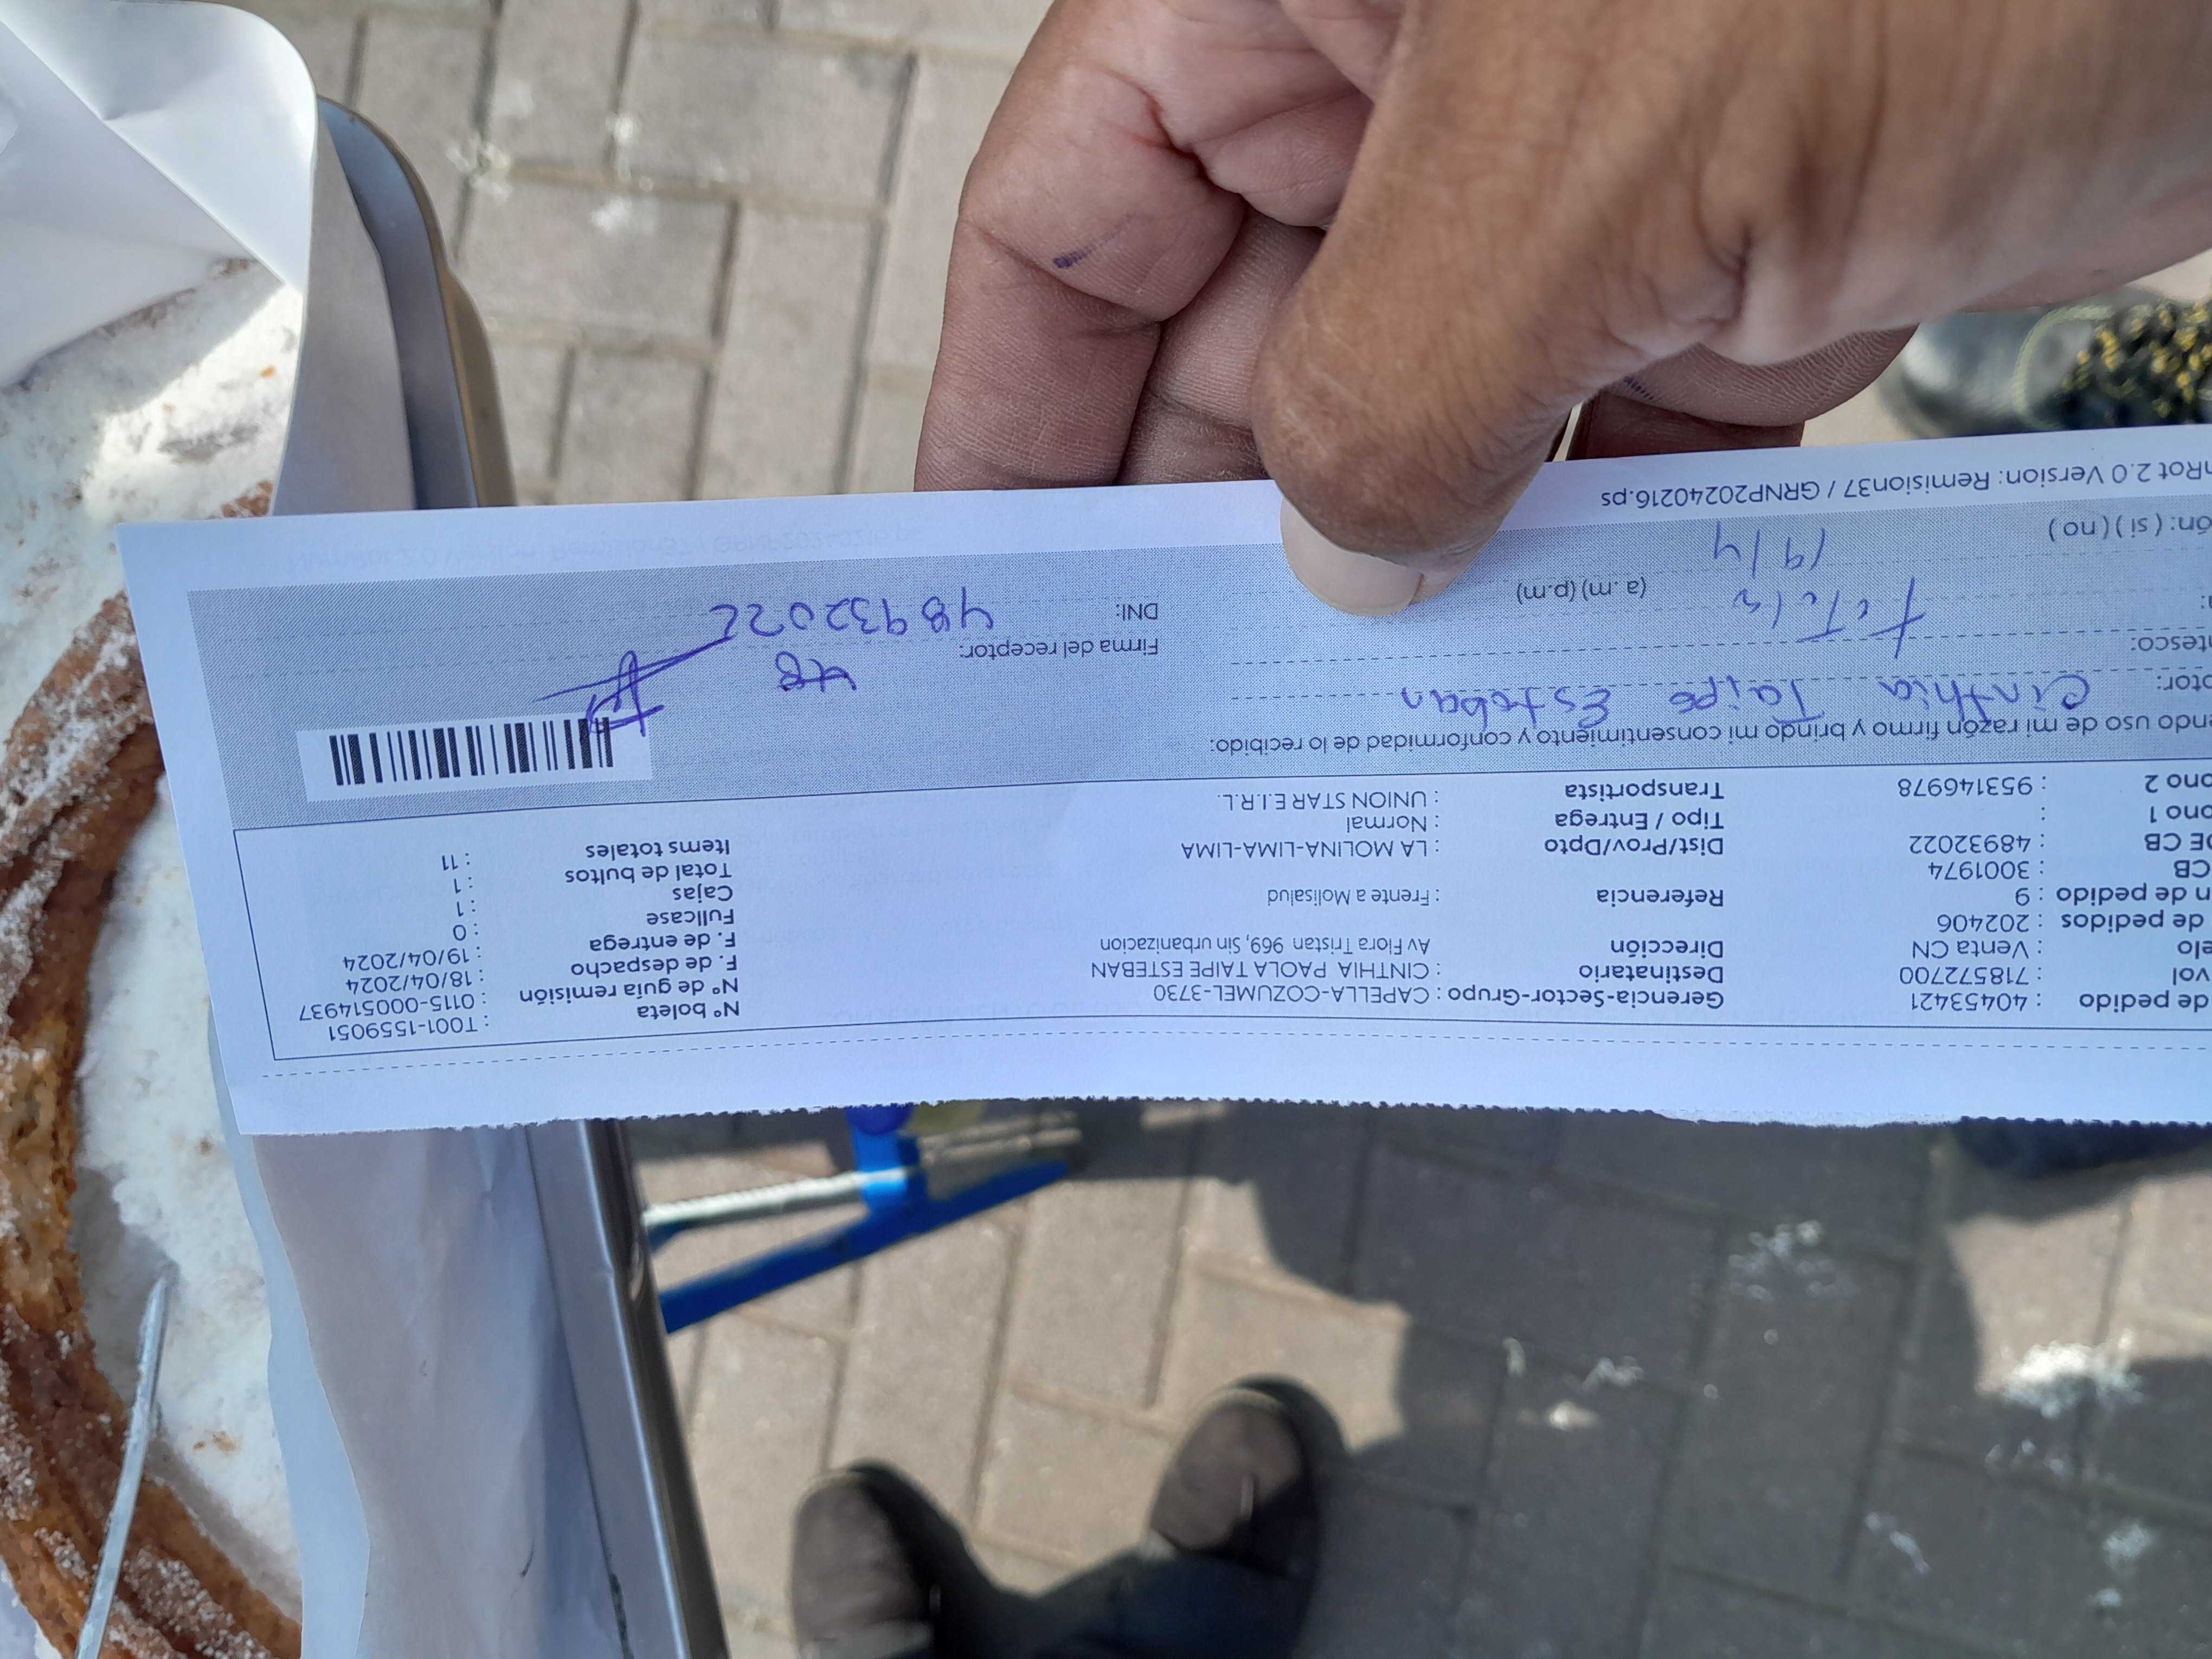 de pedido : 40453421 Gerencia-Sector-Grupo : CAPELLA-COZUMEL-3730 N° boleta : T001-1559051
vol : 718572700 Destinatario : CINTHIA PAOLA TAIPE ESTEBAN N° de guía remisión : 0115-000514937
elo : Venta CN Dirección Av Flora Tristan 969, Sin urbanizacion F. de despacho : 18/04/2024
de pedidos : 202406 F. de entrega : 19/04/2024
n de pedido : 9 Referencia : Frente a Molisalud Fullcase : 0
CB : 3001974 Cajas : 1
DE CB : 48932022 Dist/Prov/Dpto : LA MOLINA-LIMA-LIMA Total de bultos : 1
ono 1 : Tipo / Entrega : Normal Items totales : 11
ono 2 : 953146978 Transportista : UNION STAR E.I.R.L.
endo uso de mi razón firmo y brindo mi consentimiento y conformidad de lo recibido:
ptor: Cinthia Taipe Esteban
ntesco: Firma del receptor: 48
(a.m) (p.m) DNI: 48932022
ón: ( si ) ( no ) 19/4
Rot 2.0 Version: Remision37 / GRNP20240216.ps